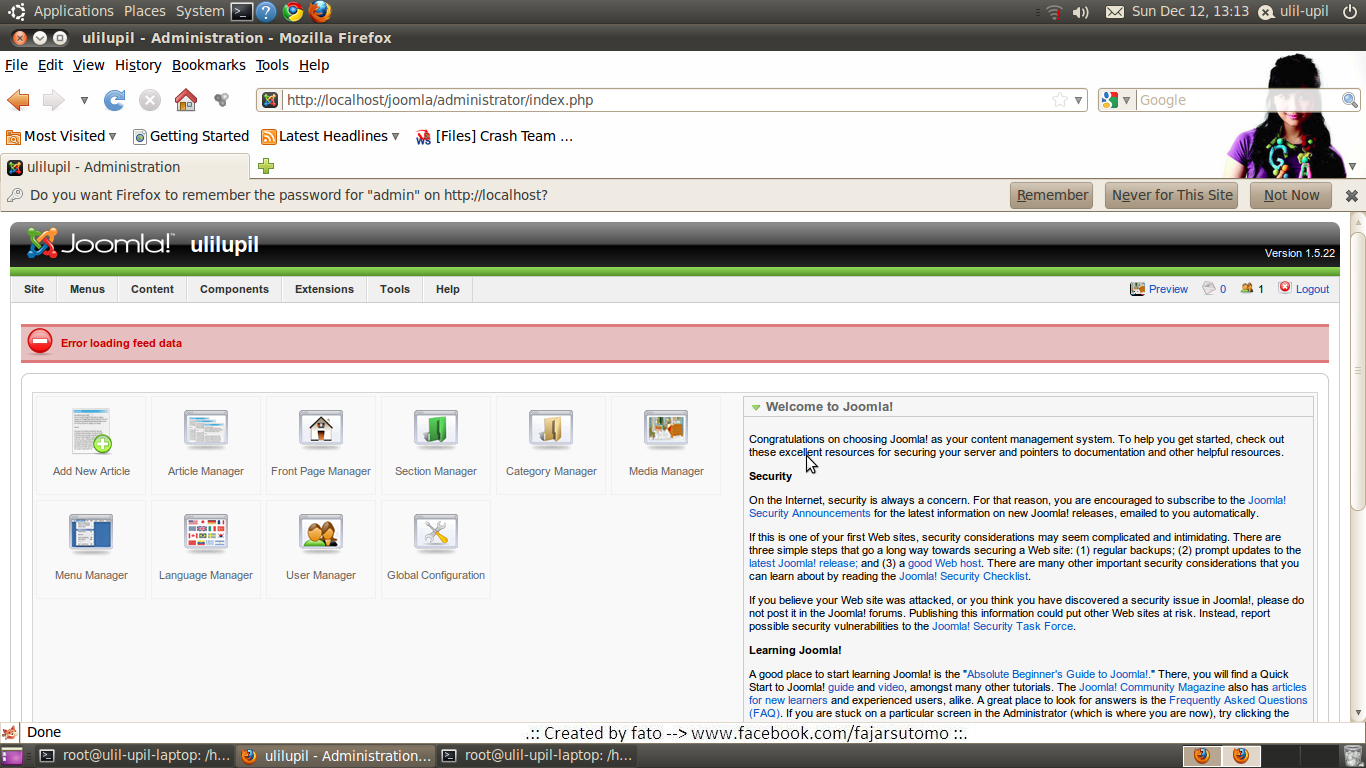 Applications Places System Sun Dec 12, 13:13 ulil-upil
ulilupil - Administration - Mozilla Firefox
File Edit View History Bookmarks Tools Help
http://localhost/joomla/administrator/index.php Google
Most Visited Getting Started Latest Headlines [Files] Crash Team ...
ulilupil - Administration
Do you want Firefox to remember the password for "admin" on http://localhost? Remember Never for This Site Not Now
Joomla! ulilupil
Version 1.5.22
Site Menus Content Components Extensions Tools Help Preview 0 1 Logout
Error loading feed data
Add New Article Article Manager Front Page Manager Section Manager Category Manager Media Manager
Menu Manager Language Manager User Manager Global Configuration
Welcome to Joomla!
Congratulations on choosing Joomla! as your content management system. To help you get started, check out
these excellent resources for securing your server and pointers to documentation and other helpful resources.
Security
On the Internet, security is always a concern. For that reason, you are encouraged to subscribe to the Joomla!
Security Announcements for the latest information on new Joomla! releases, emailed to you automatically.
If this is one of your first Web sites, security considerations may seem complicated and intimidating. There are
three simple steps that go a long way towards securing a Web site: (1) regular backups; (2) prompt updates to the
latest Joomla! release; and (3) a good Web host. There are many other important security considerations that you
can learn about by reading the Joomla! Security Checklist.
If you believe your Web site was attacked, or you think you have discovered a security issue in Joomla!, please do
not post it in the Joomla! forums. Publishing this information could put other Web sites at risk. Instead, report
possible security vulnerabilities to the Joomla! Security Task Force.
Learning Joomla!
A good place to start learning Joomla! is the "Absolute Beginner's Guide to Joomla!." There, you will find a Quick
Start to Joomla! guide and video, amongst many other tutorials. The Joomla! Community Magazine also has articles
for new learners and experienced users, alike. A great place to look for answers is the Frequently Asked Questions
(FAQ). If you are stuck on a particular screen in the Administrator (which is where you are now), try clicking the
Done .:: Created by fato --> www.facebook.com/fajarsutomo ::.
root@ulil-upil-laptop: /h... ulilupil - Administration... root@ulil-upil-laptop: /h...